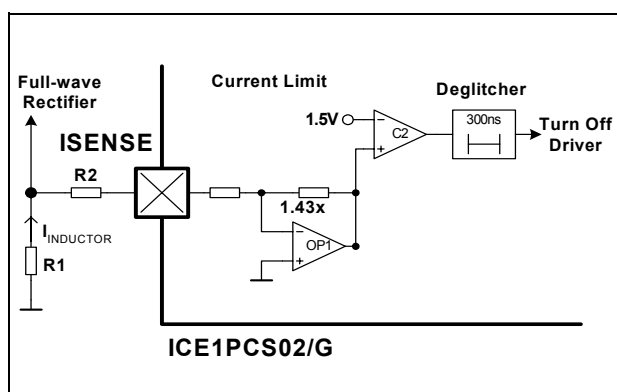 Full-wave
Rectifier
Current Limit
Deglitcher
300ns
Turn Off
Driver
1.5V
C2
ISENSE
R2
1.43x
OP1
IINDUCTOR
R1
ICE1PCS02/G